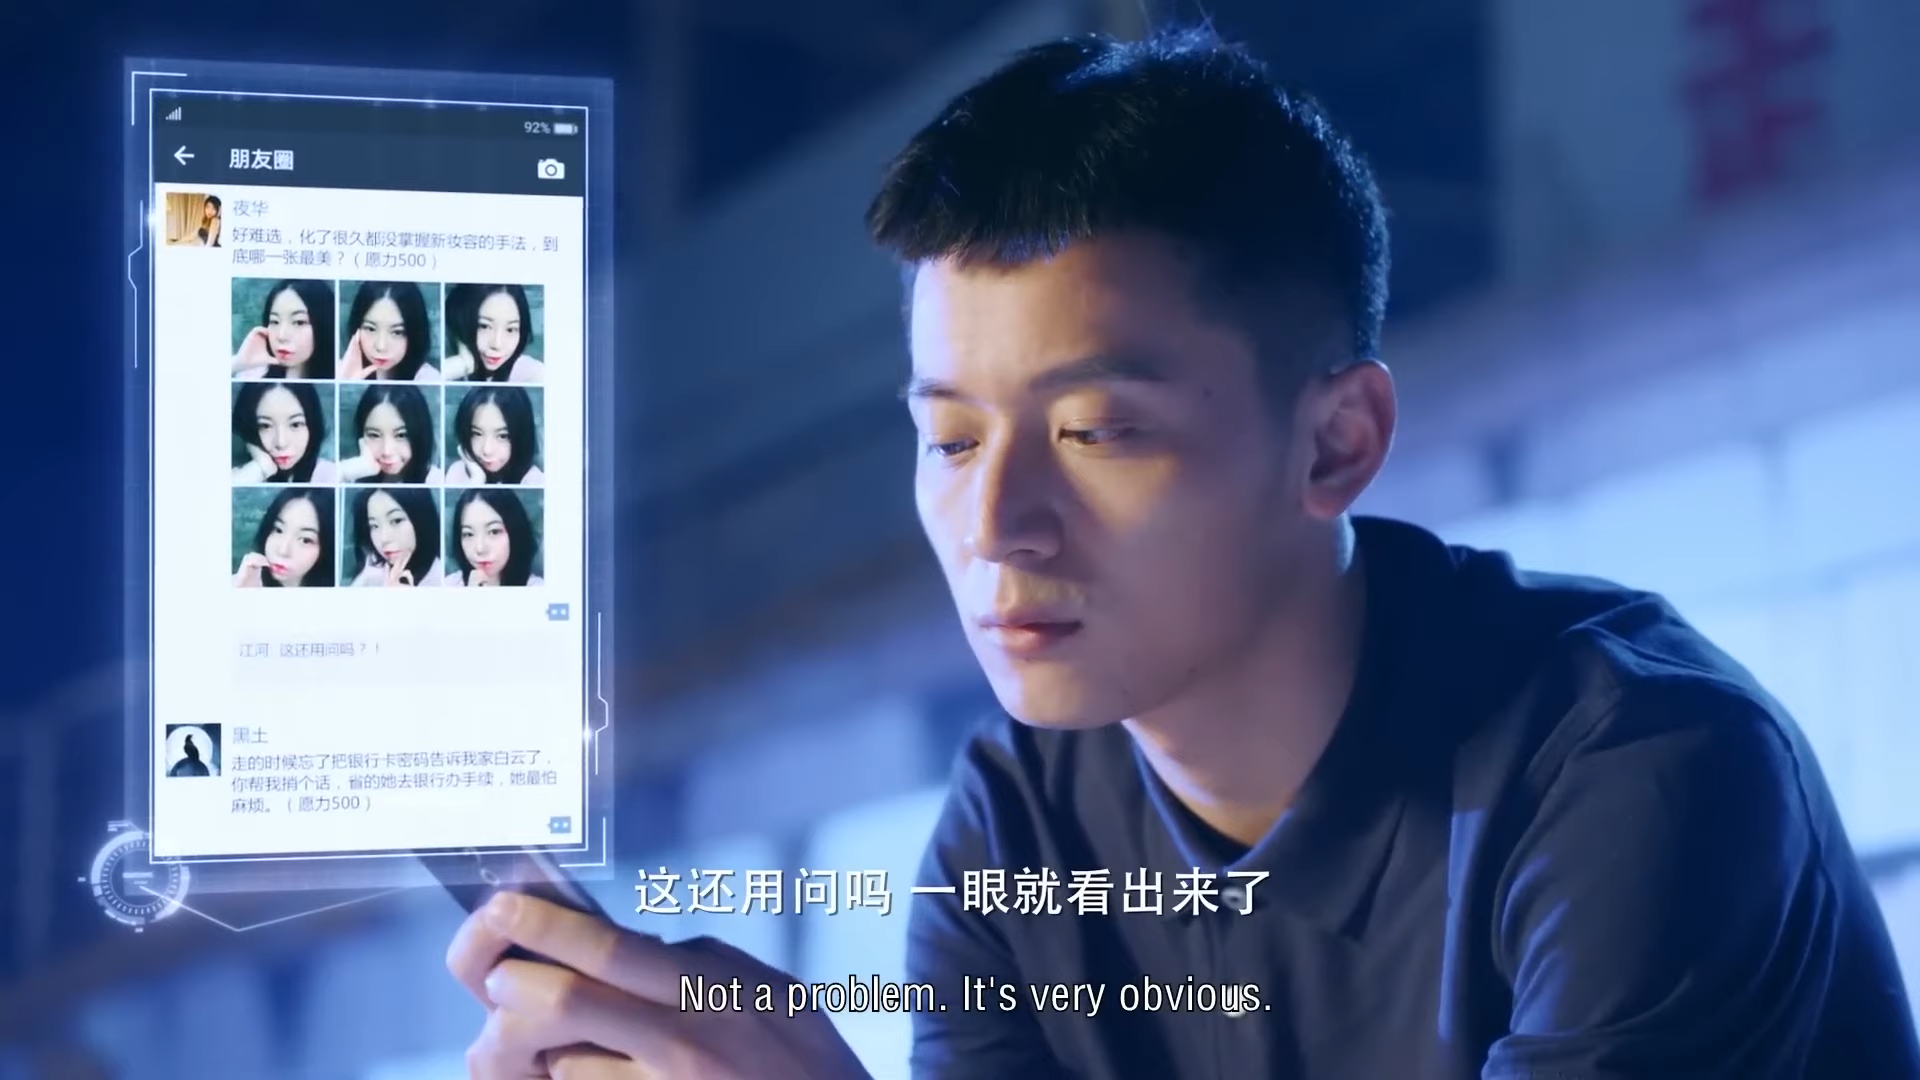 92%
朋友圈
夜华
好难选，化了很久都没掌握新妆容的手法，到
底哪一张最美？（愿力500）
江河 这还用问吗？！
黑土
走的时候忘了把银行卡密码告诉我家白云了，
你帮我捎个话，省的她去银行办手续，她最怕
麻烦。（愿力500）
这还用问吗 一眼就看出来了
Not a problem. It's very obvious.